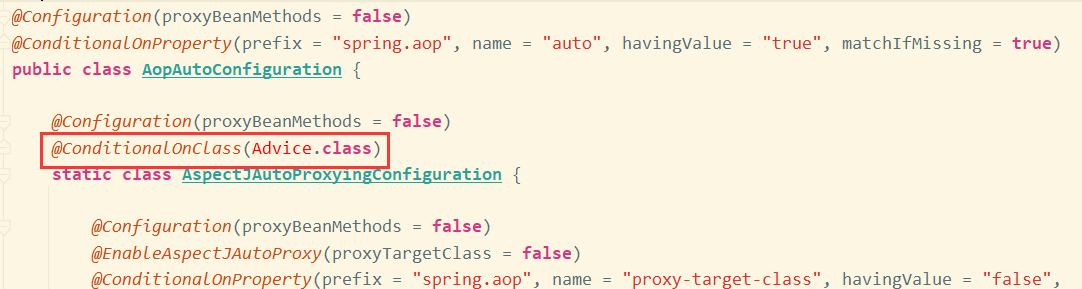 @Configuration(proxyBeanMethods = false)
@ConditionalOnProperty(prefix = "spring.aop", name = "auto", havingValue = "true", matchIfMissing = true)
public class AopAutoConfiguration {
@Configuration(proxyBeanMethods = false)
@ConditionalOnClass(Advice.class)
static class AspectJAutoProxyingConfiguration {
@Configuration(proxyBeanMethods = false)
@EnableAspectJAutoProxy(proxyTargetClass = false)
@ConditionalOnProperty(prefix = "spring.aop", name = "proxy-target-class", havingValue = "false",